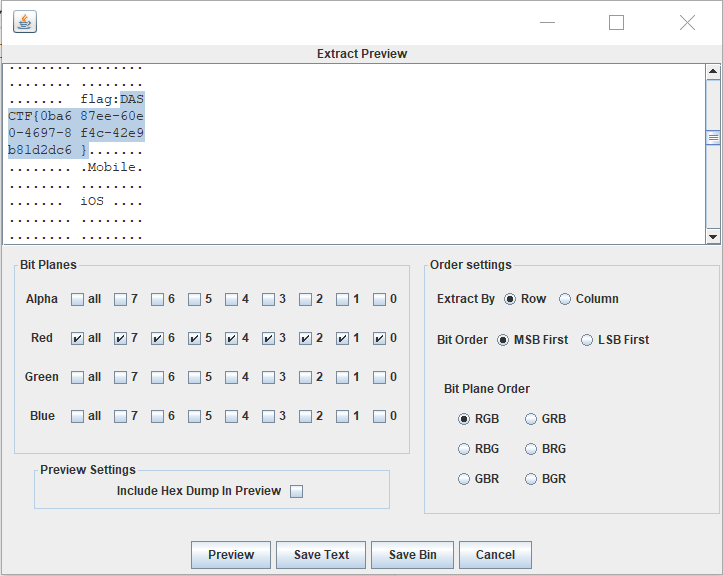 Extract Preview
........ ........
........ ........
....... flag:DAS
CTF{0ba6 87ee-60e
0-4697-8 f4c-42e9
b81d2dc6 }.......
........ .Mobile.
........ ........
....... iOS ....
........ ........
........ ........
Bit Planes
Alpha all 7 6 5 4 3 2 1 0
Red all 7 6 5 4 3 2 1 0
Green all 7 6 5 4 3 2 1 0
Blue all 7 6 5 4 3 2 1 0
Preview Settings
Include Hex Dump In Preview
Order settings
Extract By Row Column
Bit Order MSB First LSB First
Bit Plane Order
RGB GRB
RBG BRG
GBR BGR
Preview Save Text Save Bin Cancel